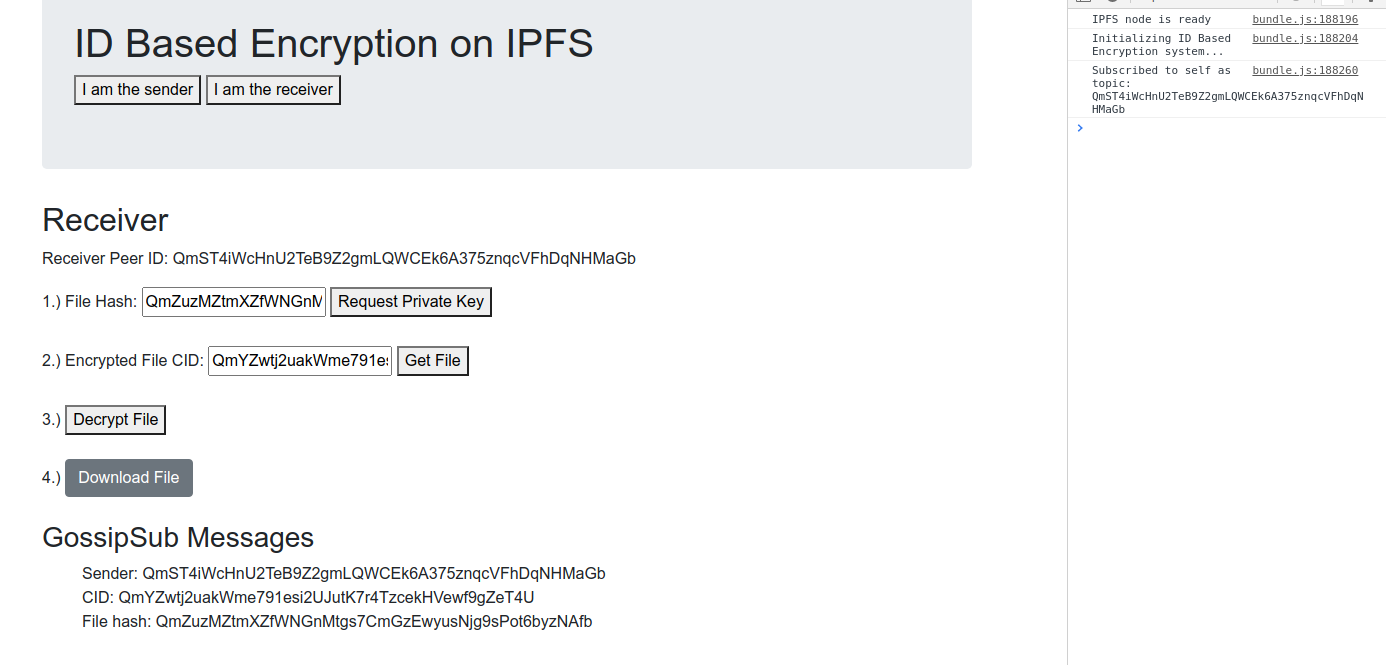 ID Based Encryption on IPFS
I am the sender I am the receiver
Receiver
Receiver Peer ID: QmST4iWcHnU2TeB9Z2gmLQWCEk6A375znqcVFhDqNHMaGb
1.) File Hash: QmZuzMZtmXZfWNGnM Request Private Key
2.) Encrypted File CID: QmYZwtj2uakWme791es Get File
3.) Decrypt File
4.) Download File
GossipSub Messages
Sender: QmST4iWcHnU2TeB9Z2gmLQWCEk6A375znqcVFhDqNHMaGb
CID: QmYZwtj2uakWme791esi2UJutK7r4TzcekHVewf9gZeT4U
File hash: QmZuzMZtmXZfWNGnMtgs7CmGzEwyusNjg9sPot6byzNAfb
IPFS node is ready bundle.js:188196
Initializing ID Based bundle.js:188204
Encryption system...
Subscribed to self as bundle.js:188260
topic:
QmST4iWcHnU2TeB9Z2gmLQWCEk6A375znqcVFhDqN
HMaGb